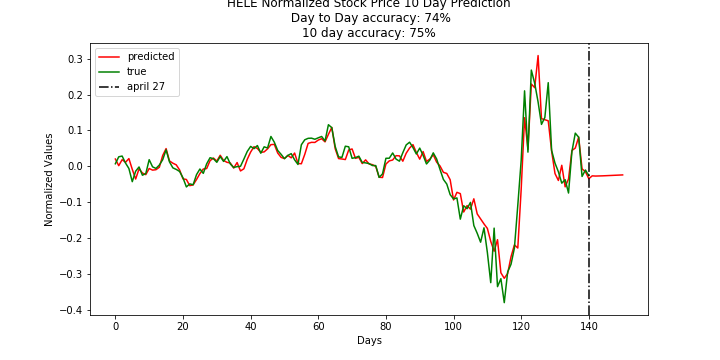 HELE Normalized Stock Price 10 Day Prediction
Day to Day accuracy: 74%
10 day accuracy: 75%
predicted
true
april 27
Normalized Values
0.3
0.2
0.1
0.0
−0.1
−0.2
−0.3
−0.4
0 20 40 60 80 100 120 140
Days